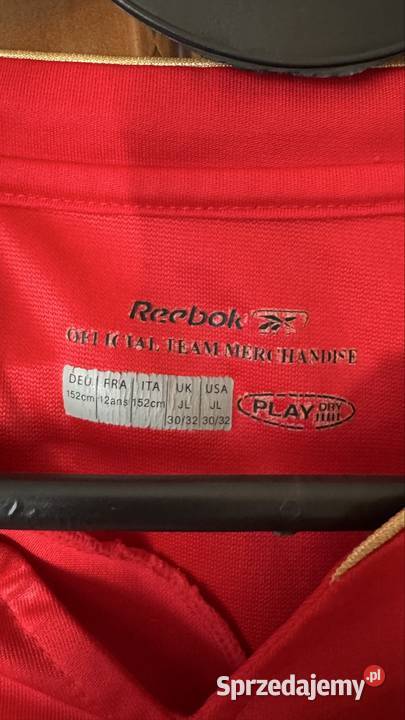 Reebok
OFFICIAL TEAM MERCHANDISE
DEU FRA ITA UK USA
152cm 12ans 152cm JL JL
30/32 30/32
PLAY DRY
Sprzedajemy.pl